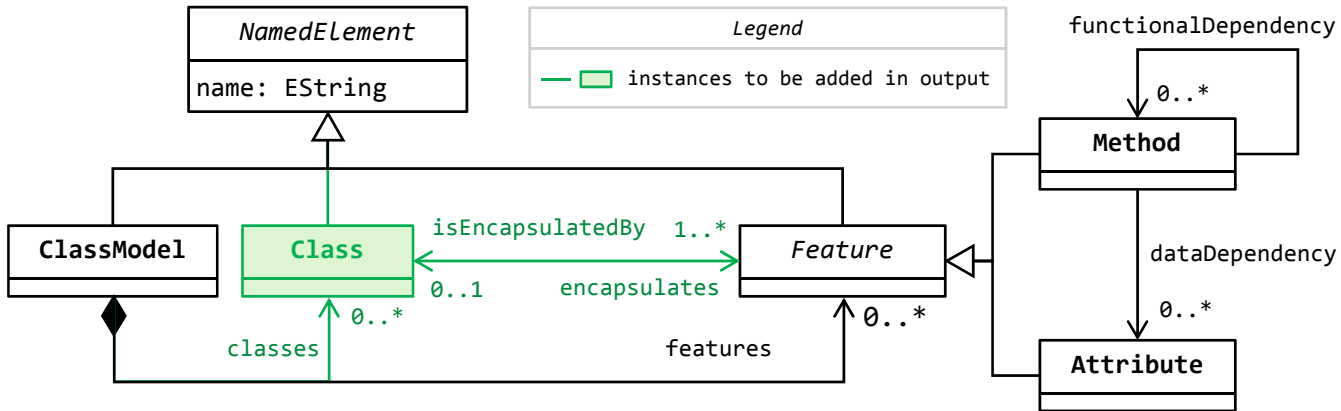 NamedElement
name: EString
Legend
instances to be added in output
functionalDependency
0..*
Method
ClassModel
Class
isEncapsulatedBy
1..*
Feature
0..1
encapsulates
dataDependency
0..*
0..*
0..*
classes
features
Attribute